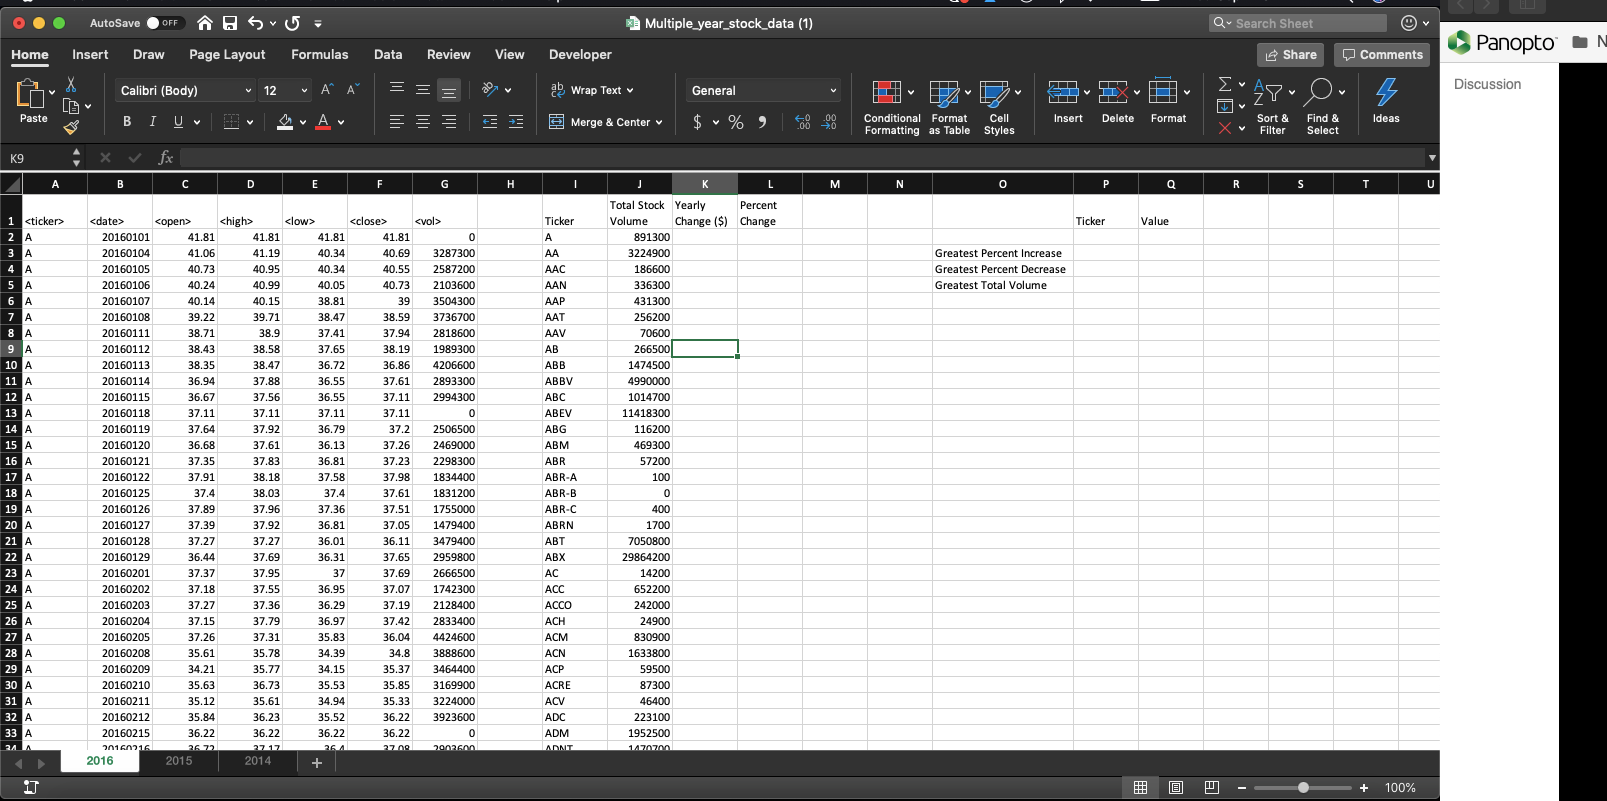 AutoSave OFF Multiple_year_stock_data (1) Search Sheet
Home Insert Draw Page Layout Formulas Data Review View Developer Share Comments
Panopto
Discussion
Paste Calibri (Body) 12 A A Wrap Text General
B I U A Merge & Center $ % Conditional Formatting Format as Table Cell Styles Insert Delete Format Sort & Filter Find & Select Ideas
K9 fx
A B C D E F G H I J K L M N O P Q R S T U
1 <ticker> <date> <open> <high> <low> <close> <vol> Ticker Total Stock Volume Yearly Change ($) Percent Change Ticker Value
2 A 20160101 41.81 41.81 41.81 41.81 0 A 891300
3 A 20160104 41.06 41.19 40.34 40.69 3287300 AA 3224900 Greatest Percent Increase
4 A 20160105 40.73 40.95 40.34 40.55 2587200 AAC 186600 Greatest Percent Decrease
5 A 20160106 40.24 40.99 40.05 40.73 2103600 AAN 336300 Greatest Total Volume
6 A 20160107 40.14 40.15 38.81 39 3504300 AAP 431300
7 A 20160108 39.22 39.71 38.47 38.59 3736700 AAT 256200
8 A 20160111 38.71 38.9 37.41 37.94 2818600 AAV 70600
9 A 20160112 38.43 38.58 37.65 38.19 1989300 AB 266500
10 A 20160113 38.35 38.47 36.72 36.86 4206600 ABB 1474500
11 A 20160114 36.94 37.88 36.55 37.61 2893300 ABBV 4990000
12 A 20160115 36.67 37.56 36.55 37.11 2994300 ABC 1014700
13 A 20160118 37.11 37.11 37.11 37.11 0 ABEV 11418300
14 A 20160119 37.64 37.92 36.79 37.2 2506500 ABG 116200
15 A 20160120 36.68 37.61 36.13 37.26 2469000 ABM 469300
16 A 20160121 37.35 37.83 36.81 37.23 2298300 ABR 57200
17 A 20160122 37.91 38.18 37.58 37.98 1834400 ABR-A 100
18 A 20160125 37.4 38.03 37.4 37.61 1831200 ABR-B 0
19 A 20160126 37.89 37.96 37.36 37.51 1755000 ABR-C 400
20 A 20160127 37.39 37.92 36.81 37.05 1479400 ABRN 1700
21 A 20160128 37.27 37.27 36.01 36.11 3479400 ABT 7050800
22 A 20160129 36.44 37.69 36.31 37.65 2959800 ABX 29864200
23 A 20160201 37.37 37.95 37 37.69 2666500 AC 14200
24 A 20160202 37.18 37.55 36.95 37.07 1742300 ACC 652200
25 A 20160203 37.27 37.36 36.29 37.19 2128400 ACCO 242000
26 A 20160204 37.15 37.79 36.97 37.42 2833400 ACH 24900
27 A 20160205 37.26 37.31 35.83 36.04 4424600 ACM 830900
28 A 20160208 35.61 35.78 34.39 34.8 3888600 ACN 1633800
29 A 20160209 34.21 35.77 34.15 35.37 3464400 ACP 59500
30 A 20160210 35.63 36.73 35.53 35.85 3169900 ACRE 87300
31 A 20160211 35.12 35.61 34.94 35.33 3224000 ACV 46400
32 A 20160212 35.84 36.23 35.52 36.22 3923600 ADC 223100
33 A 20160215 36.22 36.22 36.22 36.22 0 ADM 1952500
34 A 20160216 36.72 37.17 36.4 37.08 2903600 ADNT 1470700
2016 2015 2014
100%